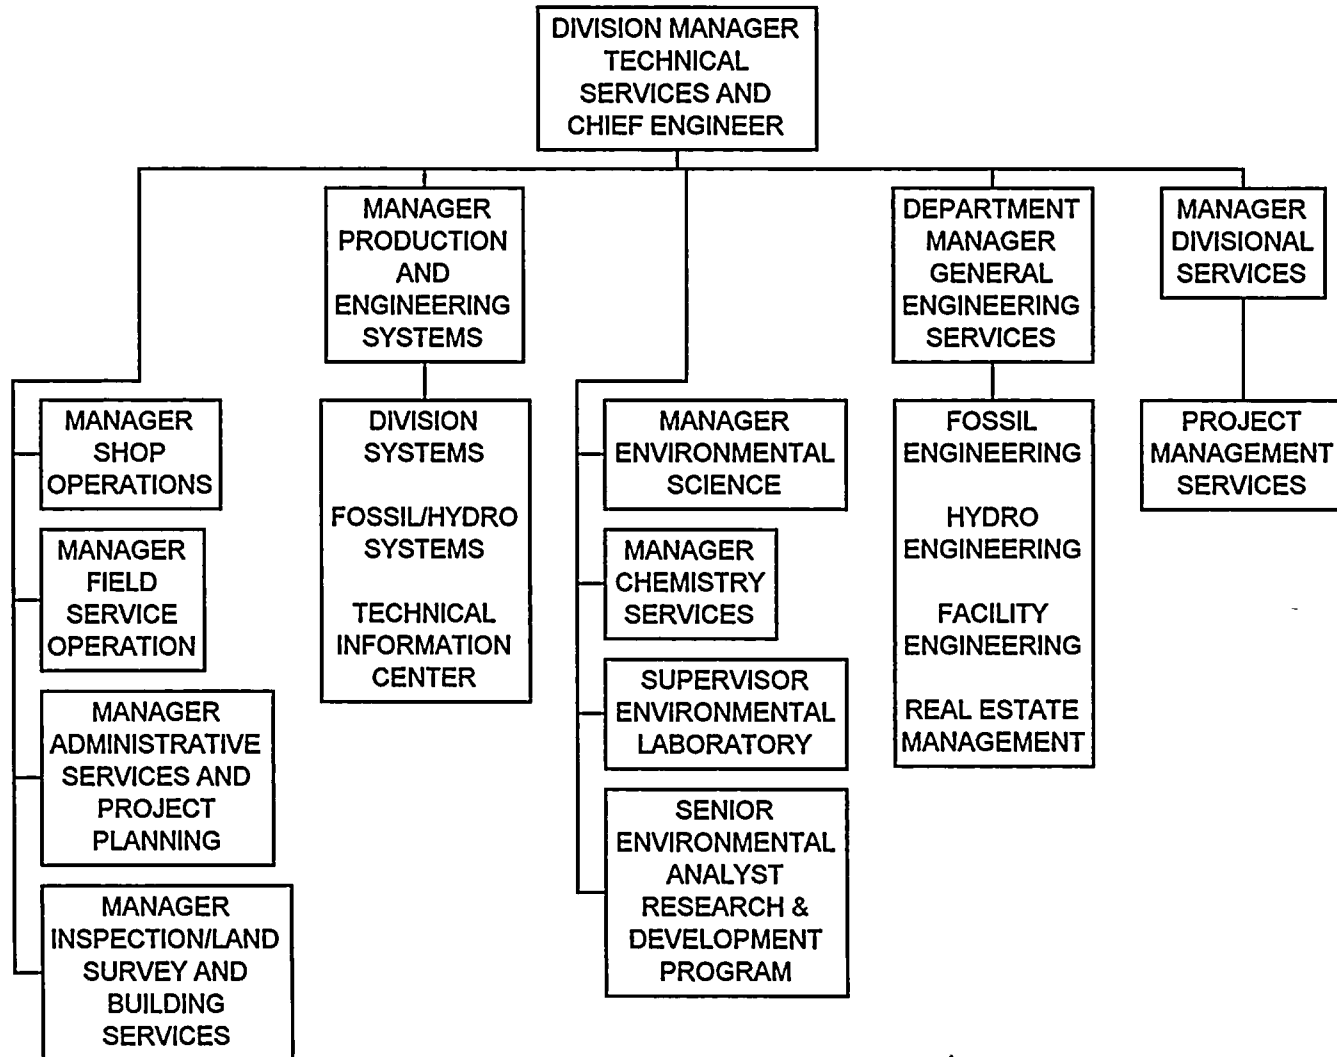 DIVISION MANAGER
TECHNICAL
SERVICES AND
CHIEF ENGINEER
MANAGER
PRODUCTION
AND
ENGINEERING
SYSTEMS
DEPARTMENT
MANAGER
GENERAL
ENGINEERING
SERVICES
MANAGER
DIVISIONAL
SERVICES
MANAGER
SHOP
OPERATIONS
MANAGER
FIELD
SERVICE
OPERATION
MANAGER
ADMINISTRATIVE
SERVICES AND
PROJECT
PLANNING
MANAGER
INSPECTION/LAND
SURVEY AND
BUILDING
SERVICES
DIVISION
SYSTEMS
FOSSIL/HYDRO
SYSTEMS
TECHNICAL
INFORMATION
CENTER
MANAGER
ENVIRONMENTAL
SCIENCE
MANAGER
CHEMISTRY
SERVICES
SUPERVISOR
ENVIRONMENTAL
LABORATORY
SENIOR
ENVIRONMENTAL
ANALYST
RESEARCH &
DEVELOPMENT
PROGRAM
FOSSIL
ENGINEERING
HYDRO
ENGINEERING
FACILITY
ENGINEERING
REAL ESTATE
MANAGEMENT
PROJECT
MANAGEMENT
SERVICES